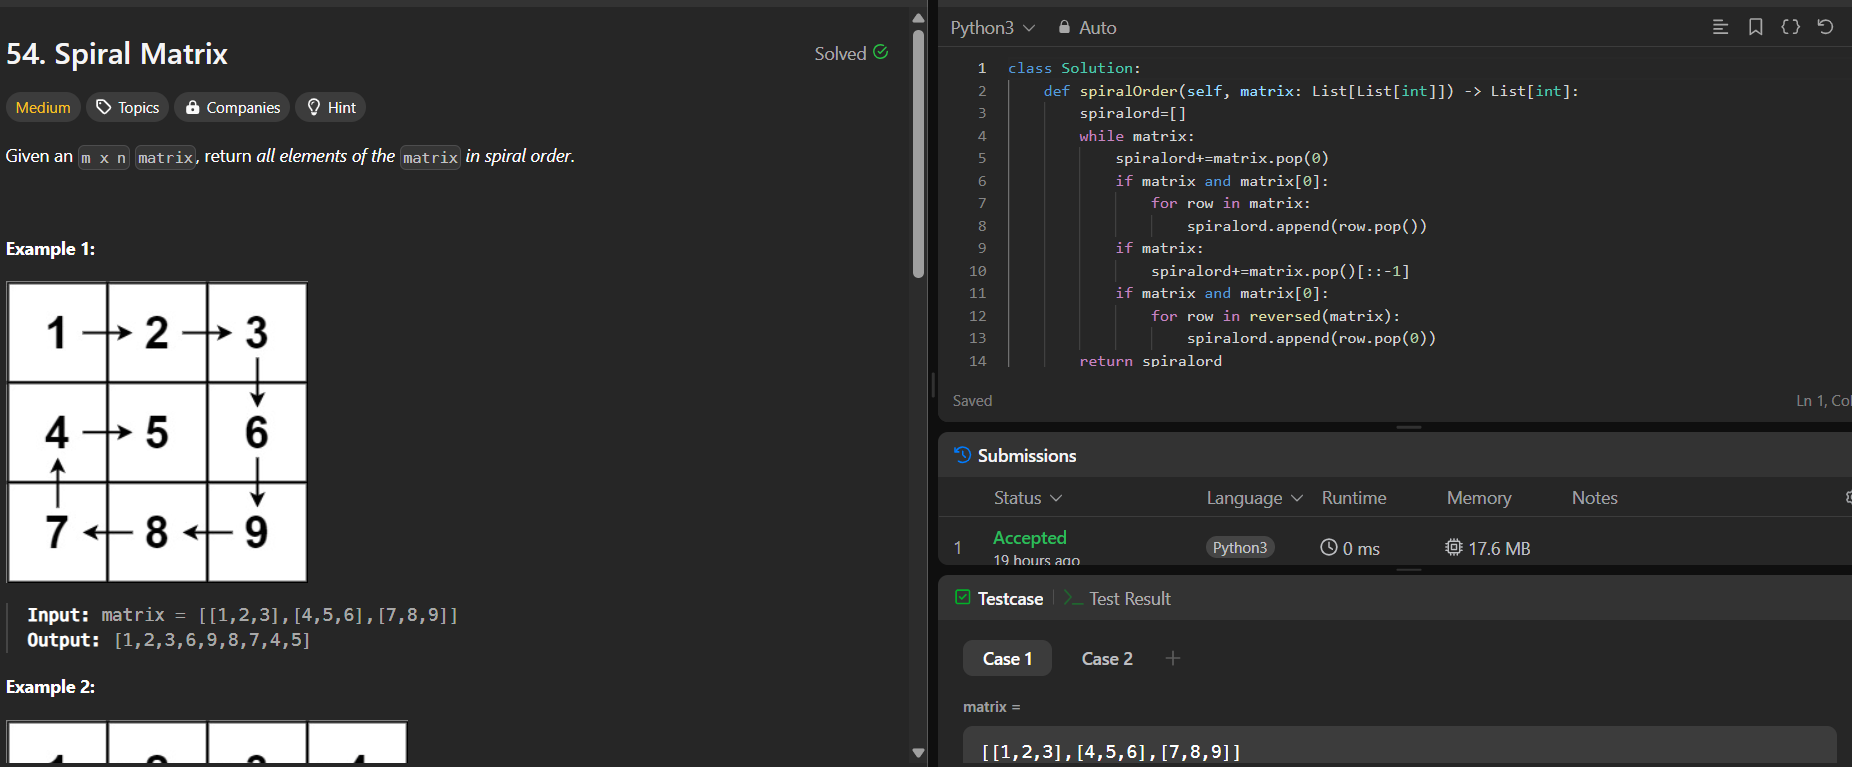 54. Spiral Matrix
Solved
Medium Topics Companies Hint
Given an m x n matrix, return all elements of the matrix in spiral order.
Example 1:
1 2 3
4 5 6
7 8 9
Input: matrix = [[1,2,3],[4,5,6],[7,8,9]]
Output: [1,2,3,6,9,8,7,4,5]
Example 2:
Python3 Auto
1 class Solution:
2 def spiralOrder(self, matrix: List[List[int]]) -> List[int]:
3 spiralord=[]
4 while matrix:
5 spiralord+=matrix.pop(0)
6 if matrix and matrix[0]:
7 for row in matrix:
8 spiralord.append(row.pop())
9 if matrix:
10 spiralord+=matrix.pop()[::-1]
11 if matrix and matrix[0]:
12 for row in reversed(matrix):
13 spiralord.append(row.pop(0))
14 return spiralord
Saved
Ln 1, Col
Submissions
Status Language Runtime Memory Notes
1 Accepted Python3 0 ms 17.6 MB
19 hours ago
Testcase Test Result
Case 1 Case 2 +
matrix =
[[1,2,3],[4,5,6],[7,8,9]]